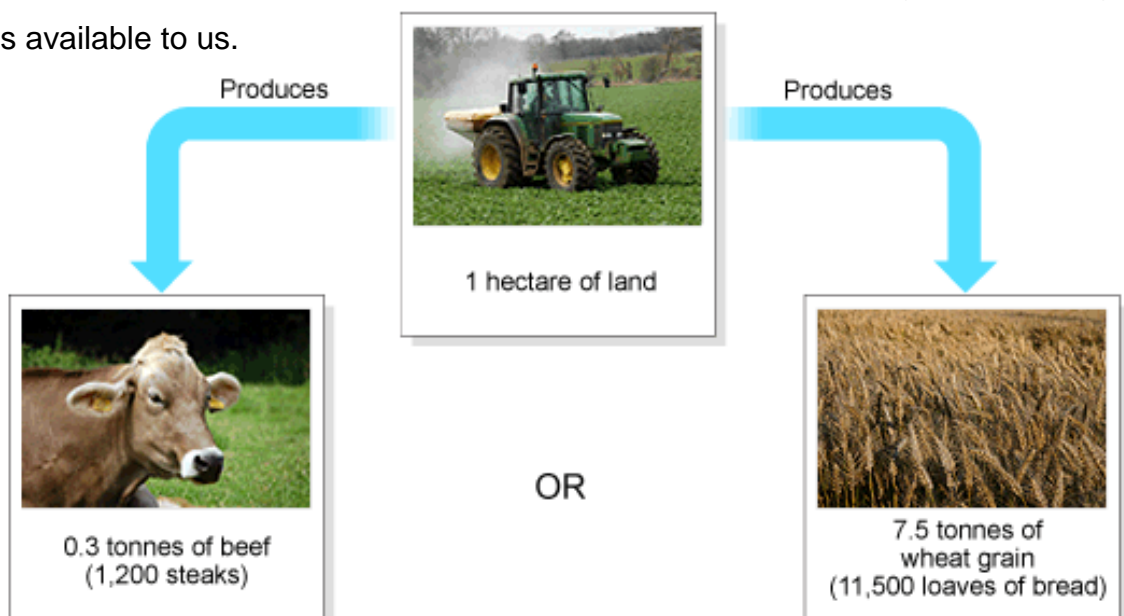 s available to us.
Produces
Produces
1 hectare of land
OR
0.3 tonnes of beef
(1,200 steaks)
7.5 tonnes of
wheat grain
(11,500 loaves of bread)